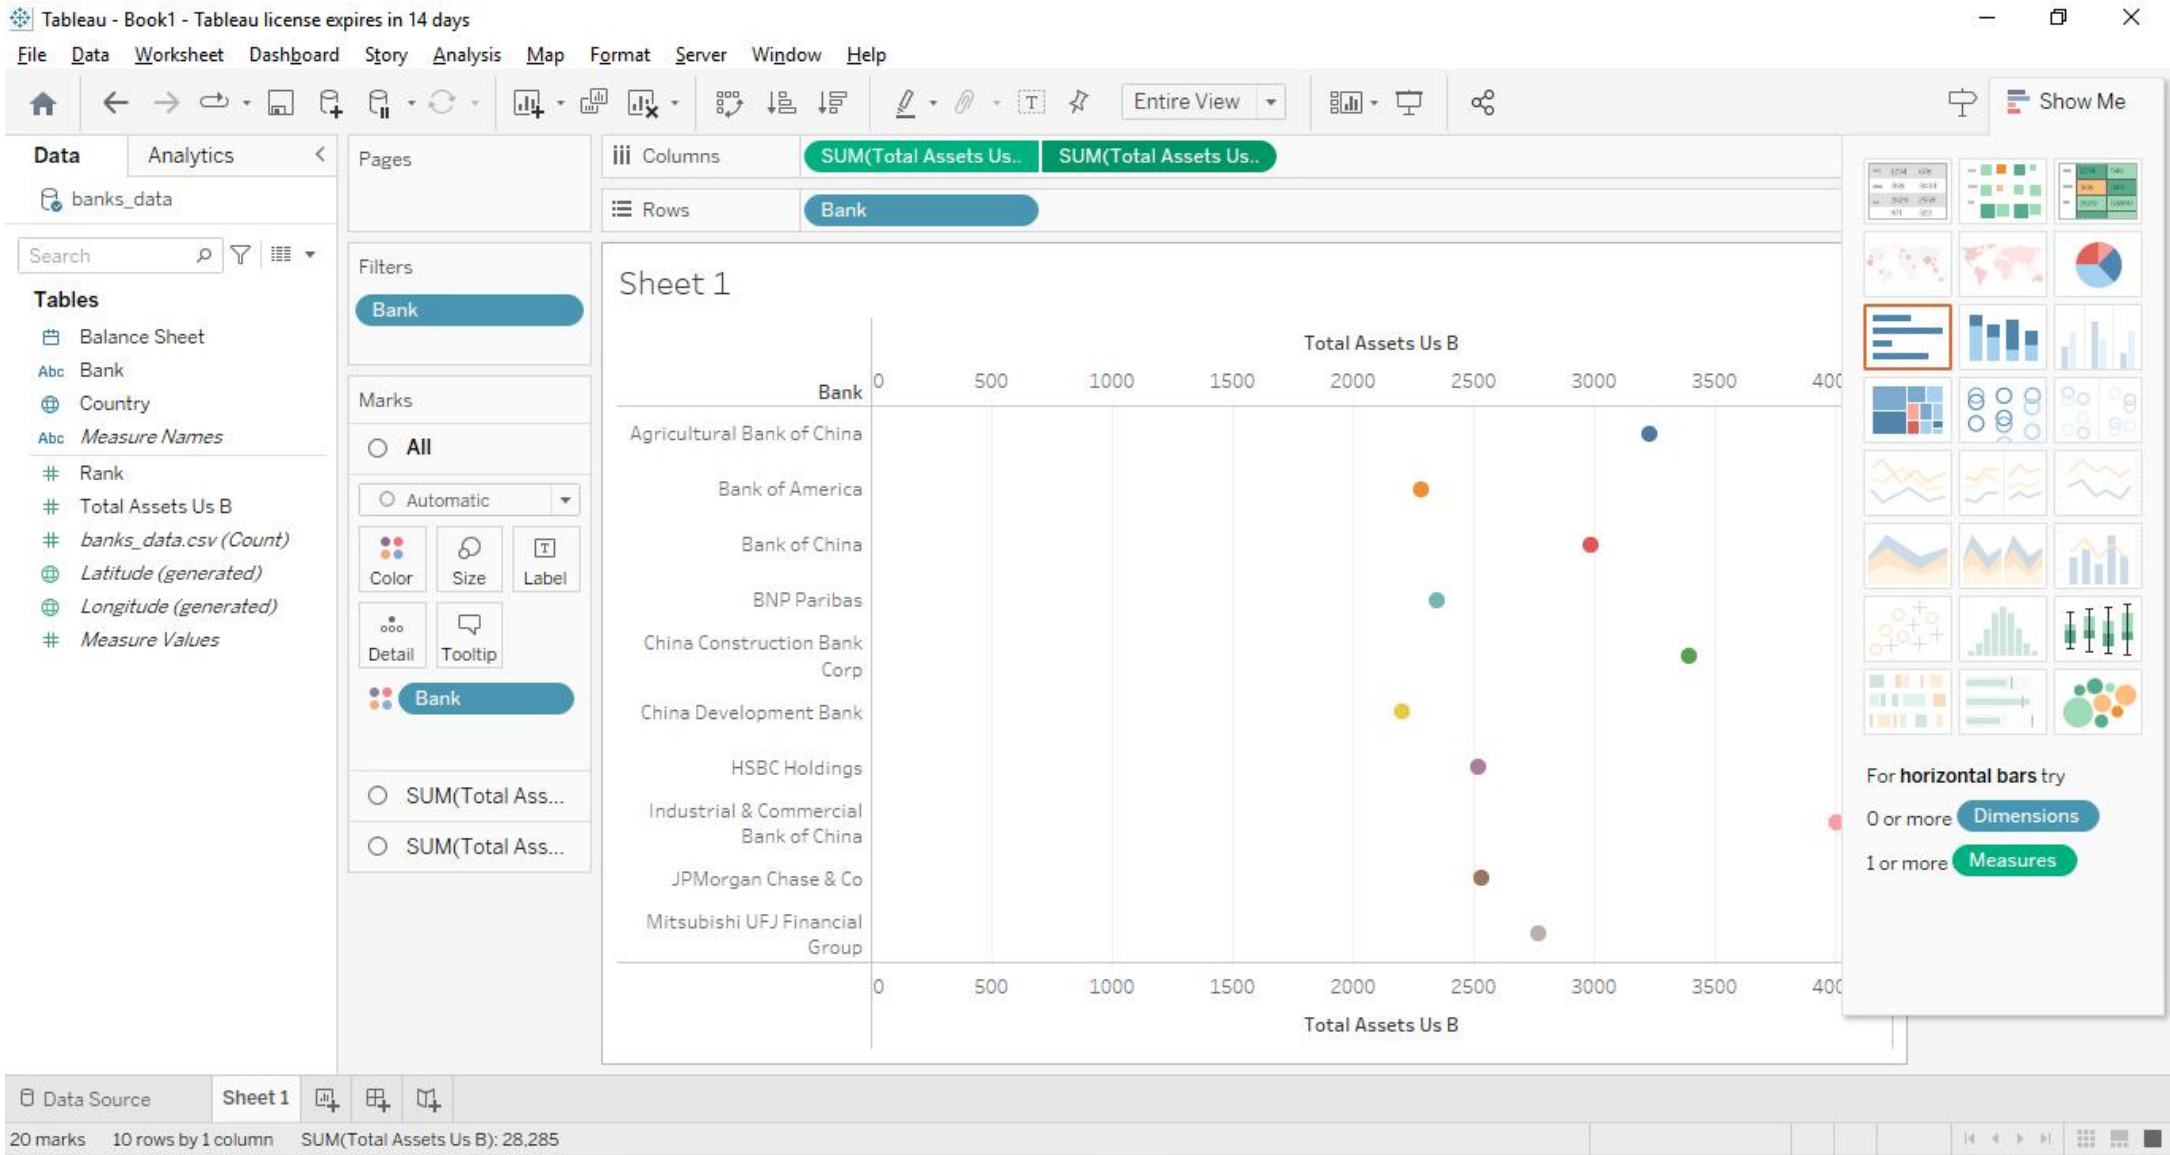 Tableau - Book1 - Tableau license expires in 14 days
File Data Worksheet Dashboard Story Analysis Map Format Server Window Help
Entire View
Show Me
Data Analytics
banks_data
Search
Tables
Balance Sheet
Abc Bank
Country
Abc Measure Names
Rank
Total Assets Us B
banks_data.csv (Count)
Latitude (generated)
Longitude (generated)
Measure Values
Pages
Filters
Bank
Marks
All
Automatic
Color Size Label
Detail Tooltip
Bank
SUM(Total Ass...
SUM(Total Ass...
Columns SUM(Total Assets Us.. SUM(Total Assets Us..
Rows Bank
Sheet 1
Total Assets Us B
Bank 0 500 1000 1500 2000 2500 3000 3500 400
Agricultural Bank of China
Bank of America
Bank of China
BNP Paribas
China Construction Bank
Corp
China Development Bank
HSBC Holdings
Industrial & Commercial
Bank of China
JPMorgan Chase & Co
Mitsubishi UFJ Financial
Group
0 500 1000 1500 2000 2500 3000 3500 400
Total Assets Us B
For horizontal bars try
0 or more Dimensions
1 or more Measures
Data Source Sheet 1
20 marks 10 rows by 1 column SUM(Total Assets Us B): 28,285